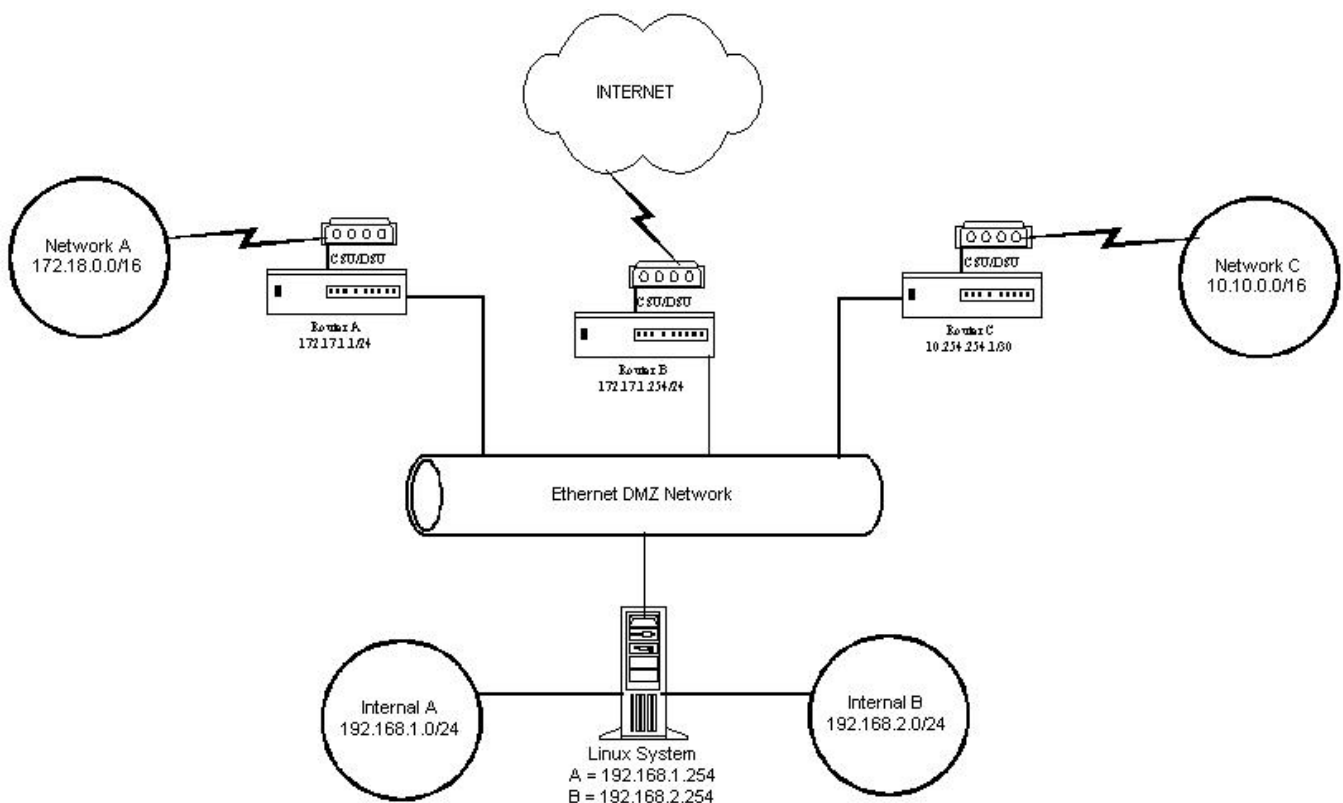 INTERNET
Network A
172.18.0.0/16
CSU/DSU
Router A
172.17.1.1/24
CSU/DSU
Router B
172.17.1.254/24
CSU/DSU
Router C
10.254.254.1/30
Network C
10.10.0.0/16
Ethernet DMZ Network
Internal A
192.168.1.0/24
Internal B
192.168.2.0/24
Linux System
A = 192.168.1.254
B = 192.168.2.254